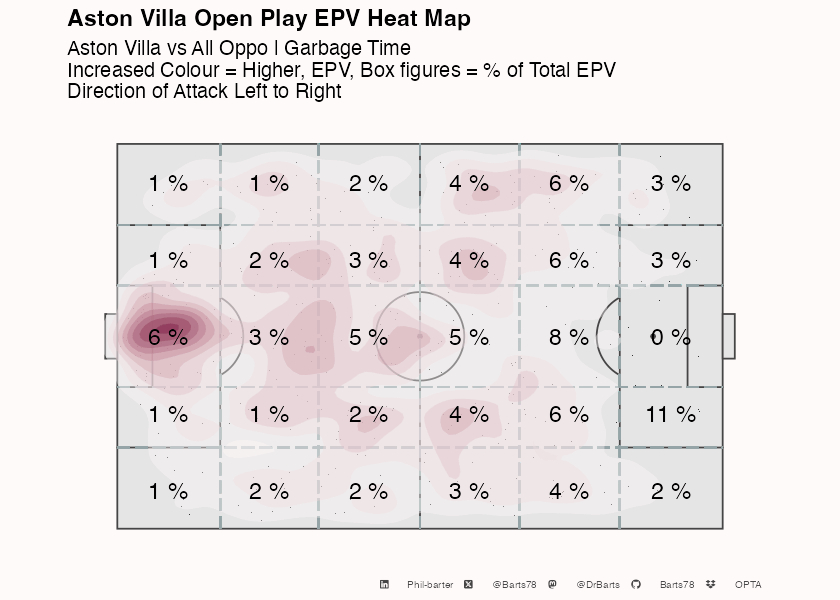 Aston Villa Open Play EPV Heat Map
Aston Villa vs All Oppo | Garbage Time
Increased Colour = Higher, EPV, Box figures = % of Total EPV
Direction of Attack Left to Right
1 % 1 % 2 % 4 % 6 % 3 %
1 % 2 % 3 % 4 % 6 % 3 %
6 % 3 % 5 % 5 % 8 % 0 %
1 % 1 % 2 % 4 % 6 % 11 %
1 % 2 % 2 % 3 % 4 % 2 %
Phil-barter @Barts78 @DrBarts Barts78 OPTA